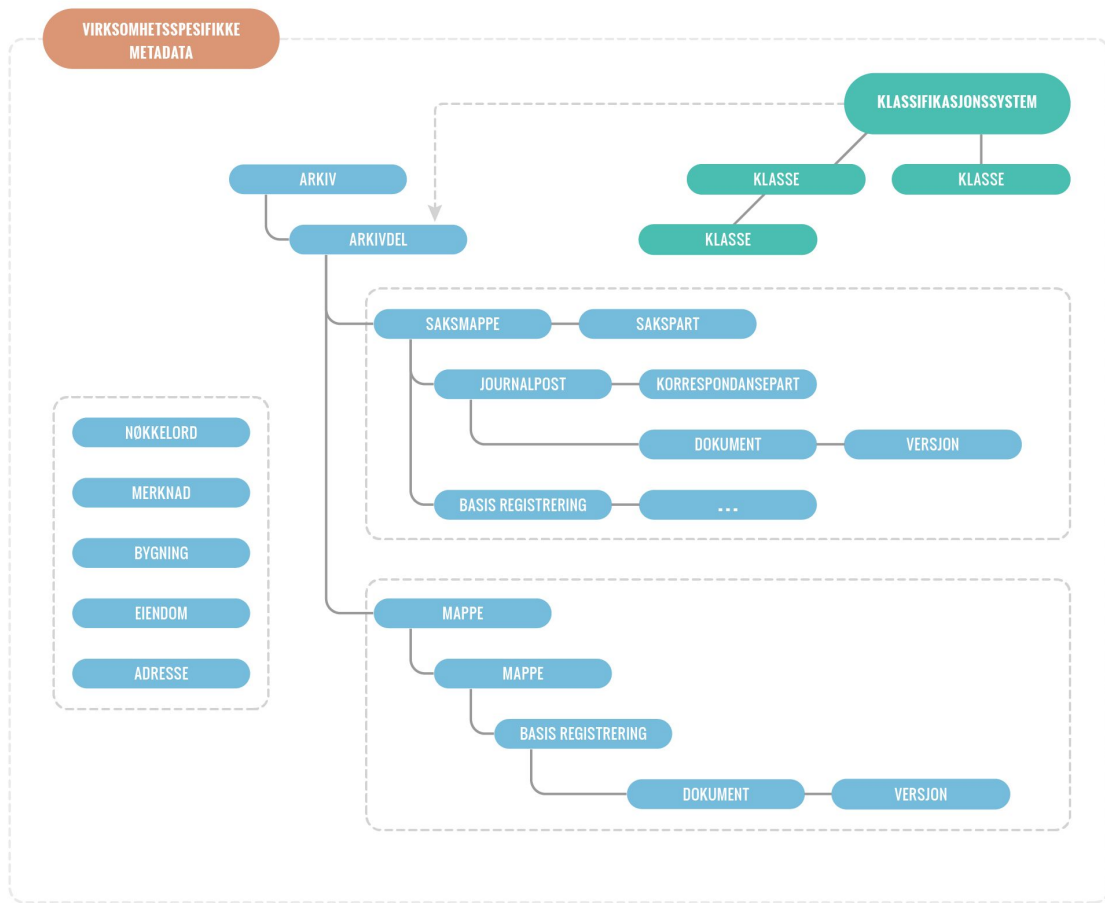 VIRKSOMHETSSPESIFIKKE
METADATA
KLASSIFIKASJONSSYSTEM
ARKIV
KLASSE
KLASSE
ARKIVDEL
KLASSE
SAKSMAPPE
SAKSPART
JOURNALPOST
KORRESPONDANSEPART
DOKUMENT
VERSJON
BASIS REGISTRERING
...
NØKKELORD
MERKNAD
BYGNING
EIENDOM
ADRESSE
MAPPE
MAPPE
BASIS REGISTRERING
DOKUMENT
VERSJON